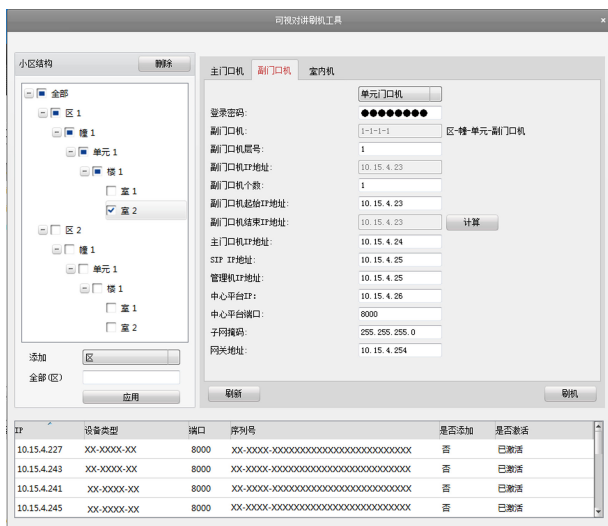 可视对讲刷机工具
小区结构 删除
全部
区 1
幢 1
单元 1
楼 1
室 1
室 2
区 2
幢 1
单元 1
楼 1
室 1
室 2
添加 区
全部(区)
应用
主门口机 副门口机 室内机
单元门口机
登录密码: ●●●●●●●●
副门口机: 1-1-1-1 区-幢-单元-副门口机
副门口机层号: 1
副门口机IP地址: 10.15.4.23
副门口机个数: 1
副门口机起始IP地址: 10.15.4.23
副门口机结束IP地址: 10.15.4.23 计算
主门口机IP地址: 10.15.4.24
SIP IP地址: 10.15.4.25
管理机IP地址: 10.15.4.25
中心平台IP: 10.15.4.26
中心平台端口: 8000
子网掩码: 255.255.255.0
网关地址: 10.15.4.254
刷新 刷机
IP 设备类型 端口 序列号 是否添加 是否激活
10.15.4.227 XX-XXXX-XX 8000 XX-XXXX-XXXXXXXXXXXXXXXXXXXXXXXXXX 否 已激活
10.15.4.243 XX-XXXX-XX 8000 XX-XXXX-XXXXXXXXXXXXXXXXXXXXXXXXXX 否 已激活
10.15.4.241 XX-XXXX-XX 8000 XX-XXXX-XXXXXXXXXXXXXXXXXXXXXXXXXX 否 已激活
10.15.4.245 XX-XXXX-XX 8000 XX-XXXX-XXXXXXXXXXXXXXXXXXXXXXXXXX 否 已激活